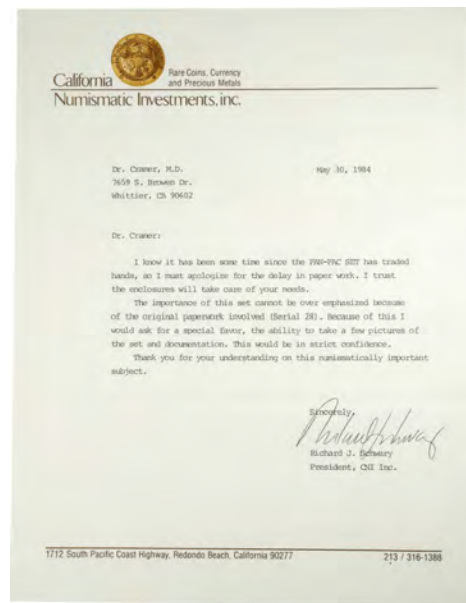 California
Rare Coins, Currency
and Precious Metals
Numismatic Investments, inc.
Dr. Cramer, M.D.
May 30, 1984
7659 S.                Dr.
Whittier, CA 90602
Dr. Cramer:
I know it has been some time since the PAN-PAC SET has traded
hands, so I must apologize for the delay in paper work. I trust
the enclosures will take care of your needs.
The importance of this set cannot be over emphasized because
of the original paperwork involved (Serial 28). Because of this I
would ask for a special favor, the ability to take a few pictures of
the set and documentation. This would be in strict confidence.
Thank you for your understanding on this numismatically important
subject.
Sincerely,
Richard J. Schwary
President, CNI Inc.
1712 South Pacific Coast Highway, Redondo Beach, California 90277
213 / 316-1388